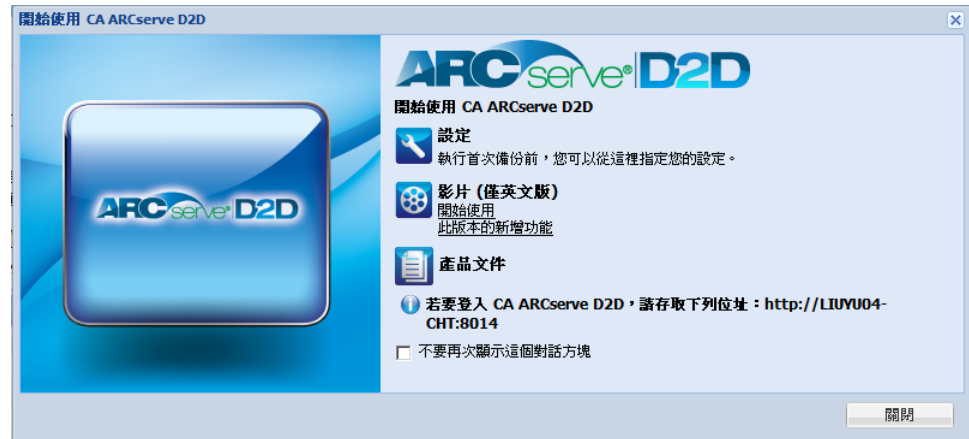 開始使用 CA ARCserve D2D
ARCserve® D2D
開始使用 CA ARCserve D2D
設定
執行首次備份前，您可以從這裡指定您的設定。
影片 (僅英文版)
開始使用
此版本的新增功能
產品文件
若要登入 CA ARCserve D2D，請存取下列位址：http://LIUYU04-
CHT:8014
不要再次顯示這個對話方塊
ARCserve® D2D
關閉